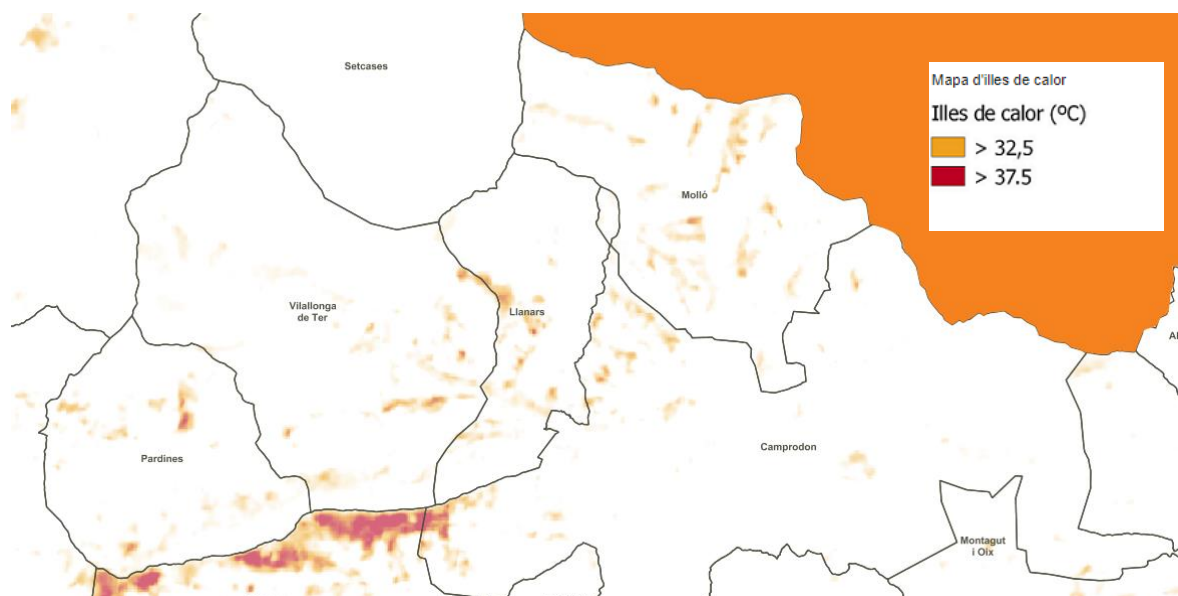 Setcases
Mapa d'illes de calor
Illes de calor (ºC)
> 32,5
> 37.5
Molló
Vilallonga
de Ter
Llanars
Al
Pardines
Camprodon
Montagut
i Oix